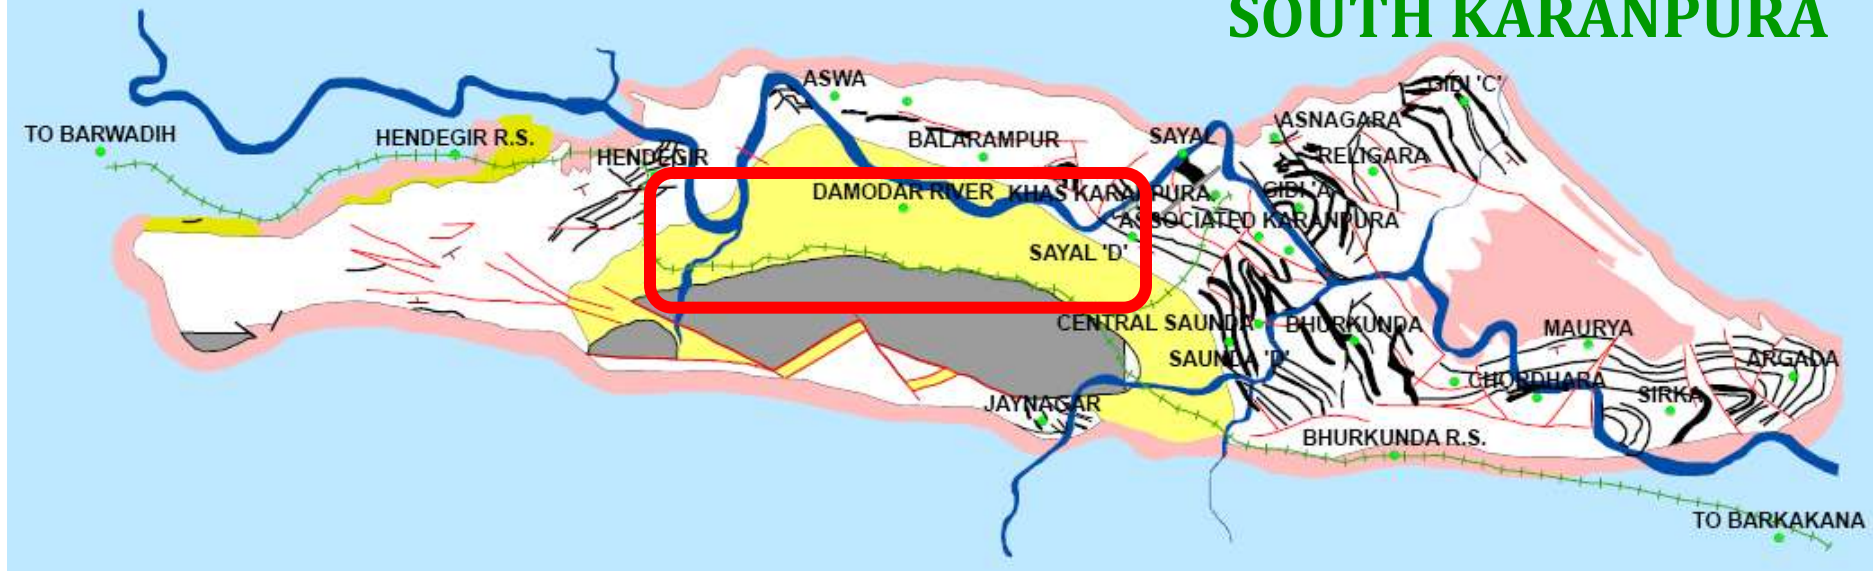 SOUTH KARANPURA
ASWA
GIDI 'C'
TO BARWADIH
HENDEGIR R.S.
BALARAMPUR
SAYAL
ASNAGARA
HENDEGIR
RELIGARA
DAMODAR RIVER
KHAS KARANPURA
GIDI 'A'
ASSOCIATED KARANPURA
SAYAL 'D'
CENTRAL SAUNDA
BHURKUNDA
MAURYA
SAUNDA 'D'
ARGADA
CHORDHARA
SIRKA
JAYNAGAR
BHURKUNDA R.S.
TO BARKAKANA